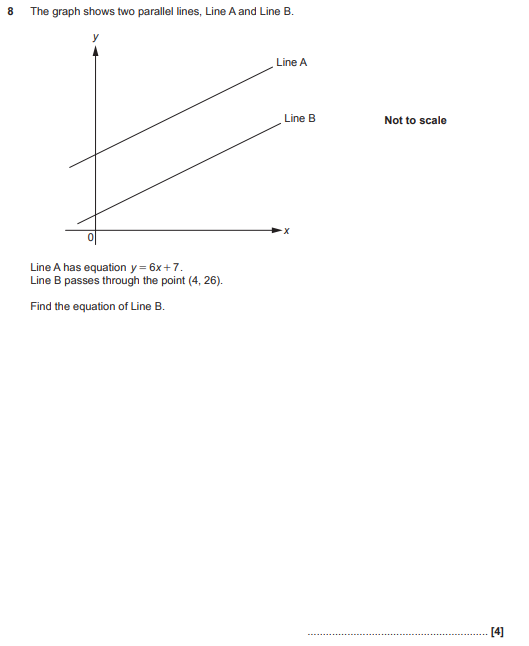 8 The graph shows two parallel lines, Line A and Line B.
y
Line A
Line B
Not to scale
0
x
Line A has equation y = 6x + 7.
Line B passes through the point (4, 26).
Find the equation of Line B.
............................................................ [4]